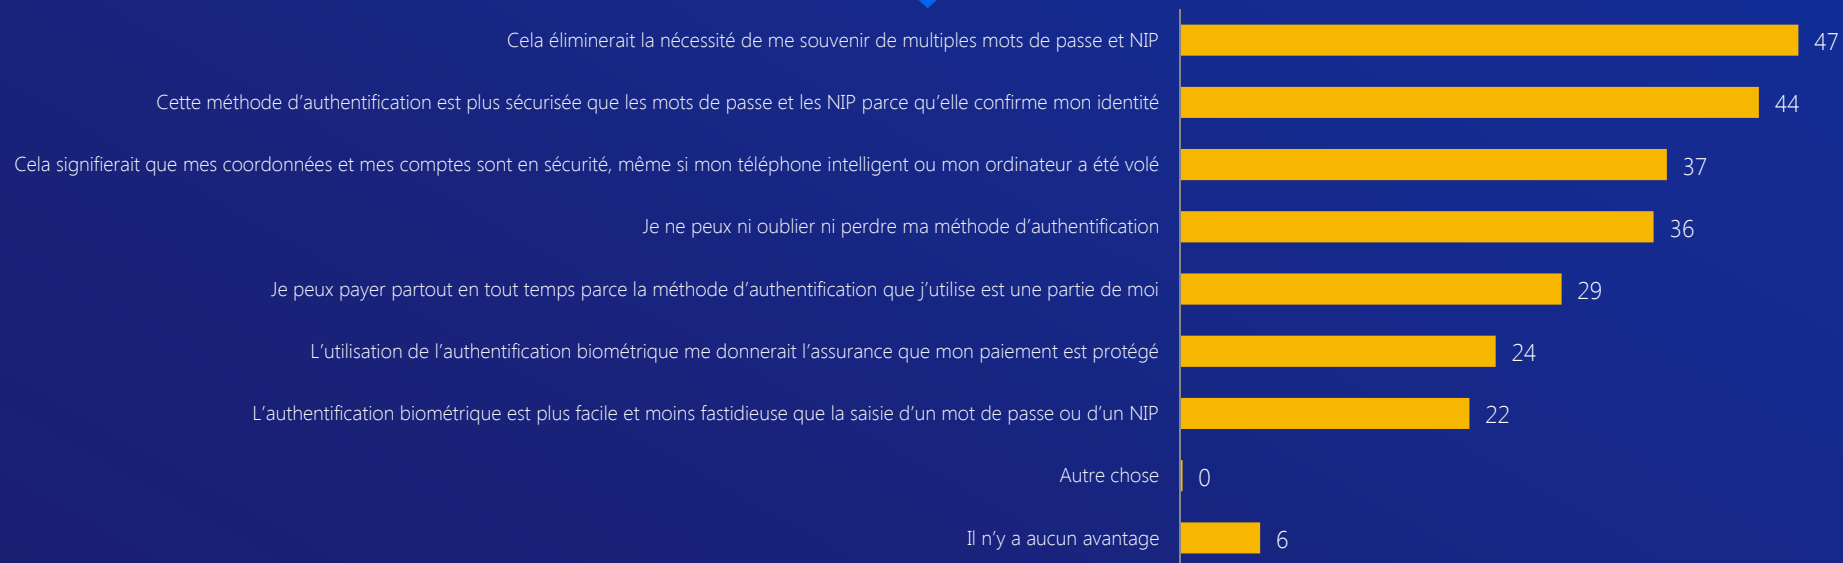 Cela éliminerait la nécessité de me souvenir de multiples mots de passe et NIP 47
Cette méthode d’authentification est plus sécurisée que les mots de passe et les NIP parce qu’elle confirme mon identité 44
Cela signifierait que mes coordonnées et mes comptes sont en sécurité, même si mon téléphone intelligent ou mon ordinateur a été volé 37
Je ne peux ni oublier ni perdre ma méthode d’authentification 36
Je peux payer partout en tout temps parce la méthode d’authentification que j’utilise est une partie de moi 29
L’utilisation de l’authentification biométrique me donnerait l’assurance que mon paiement est protégé 24
L’authentification biométrique est plus facile et moins fastidieuse que la saisie d’un mot de passe ou d’un NIP 22
Autre chose 0
Il n’y a aucun avantage 6